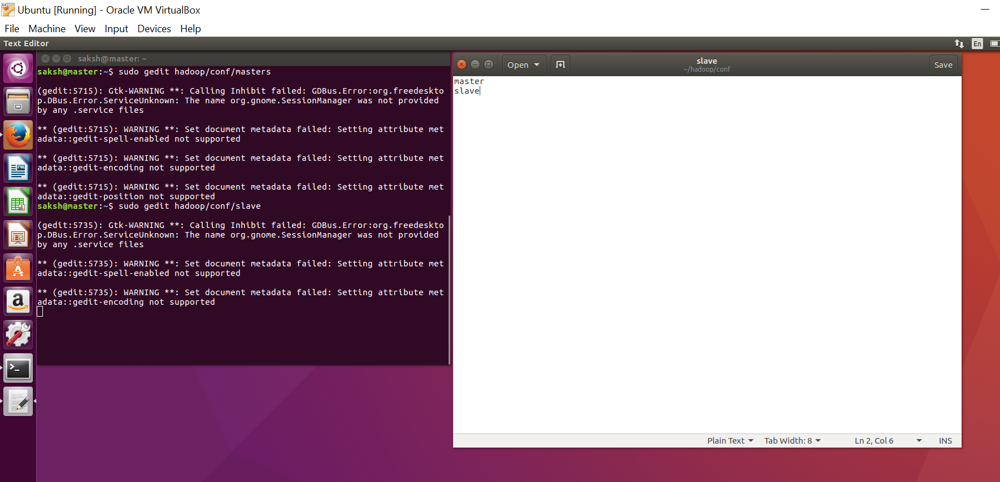 Ubuntu [Running] - Oracle VM VirtualBox
File Machine View Input Devices Help
Text Editor
En
saksh@master: ~
saksh@master:~$ sudo gedit hadoop/conf/masters
(gedit:5715): Gtk-WARNING **: Calling Inhibit failed: GDBus.Error:org.freedeskto
p.DBus.Error.ServiceUnknown: The name org.gnome.SessionManager was not provided
by any .service files
** (gedit:5715): WARNING **: Set document metadata failed: Setting attribute met
adata::gedit-spell-enabled not supported
** (gedit:5715): WARNING **: Set document metadata failed: Setting attribute met
adata::gedit-encoding not supported
** (gedit:5715): WARNING **: Set document metadata failed: Setting attribute met
adata::gedit-position not supported
saksh@master:~$ sudo gedit hadoop/conf/slave
(gedit:5735): Gtk-WARNING **: Calling Inhibit failed: GDBus.Error:org.freedeskto
p.DBus.Error.ServiceUnknown: The name org.gnome.SessionManager was not provided
by any .service files
** (gedit:5735): WARNING **: Set document metadata failed: Setting attribute met
adata::gedit-spell-enabled not supported
** (gedit:5735): WARNING **: Set document metadata failed: Setting attribute met
adata::gedit-encoding not supported
Open
slave
~/hadoop/conf
Save
master
slave
Plain Text Tab Width: 8 Ln 2, Col 6 INS